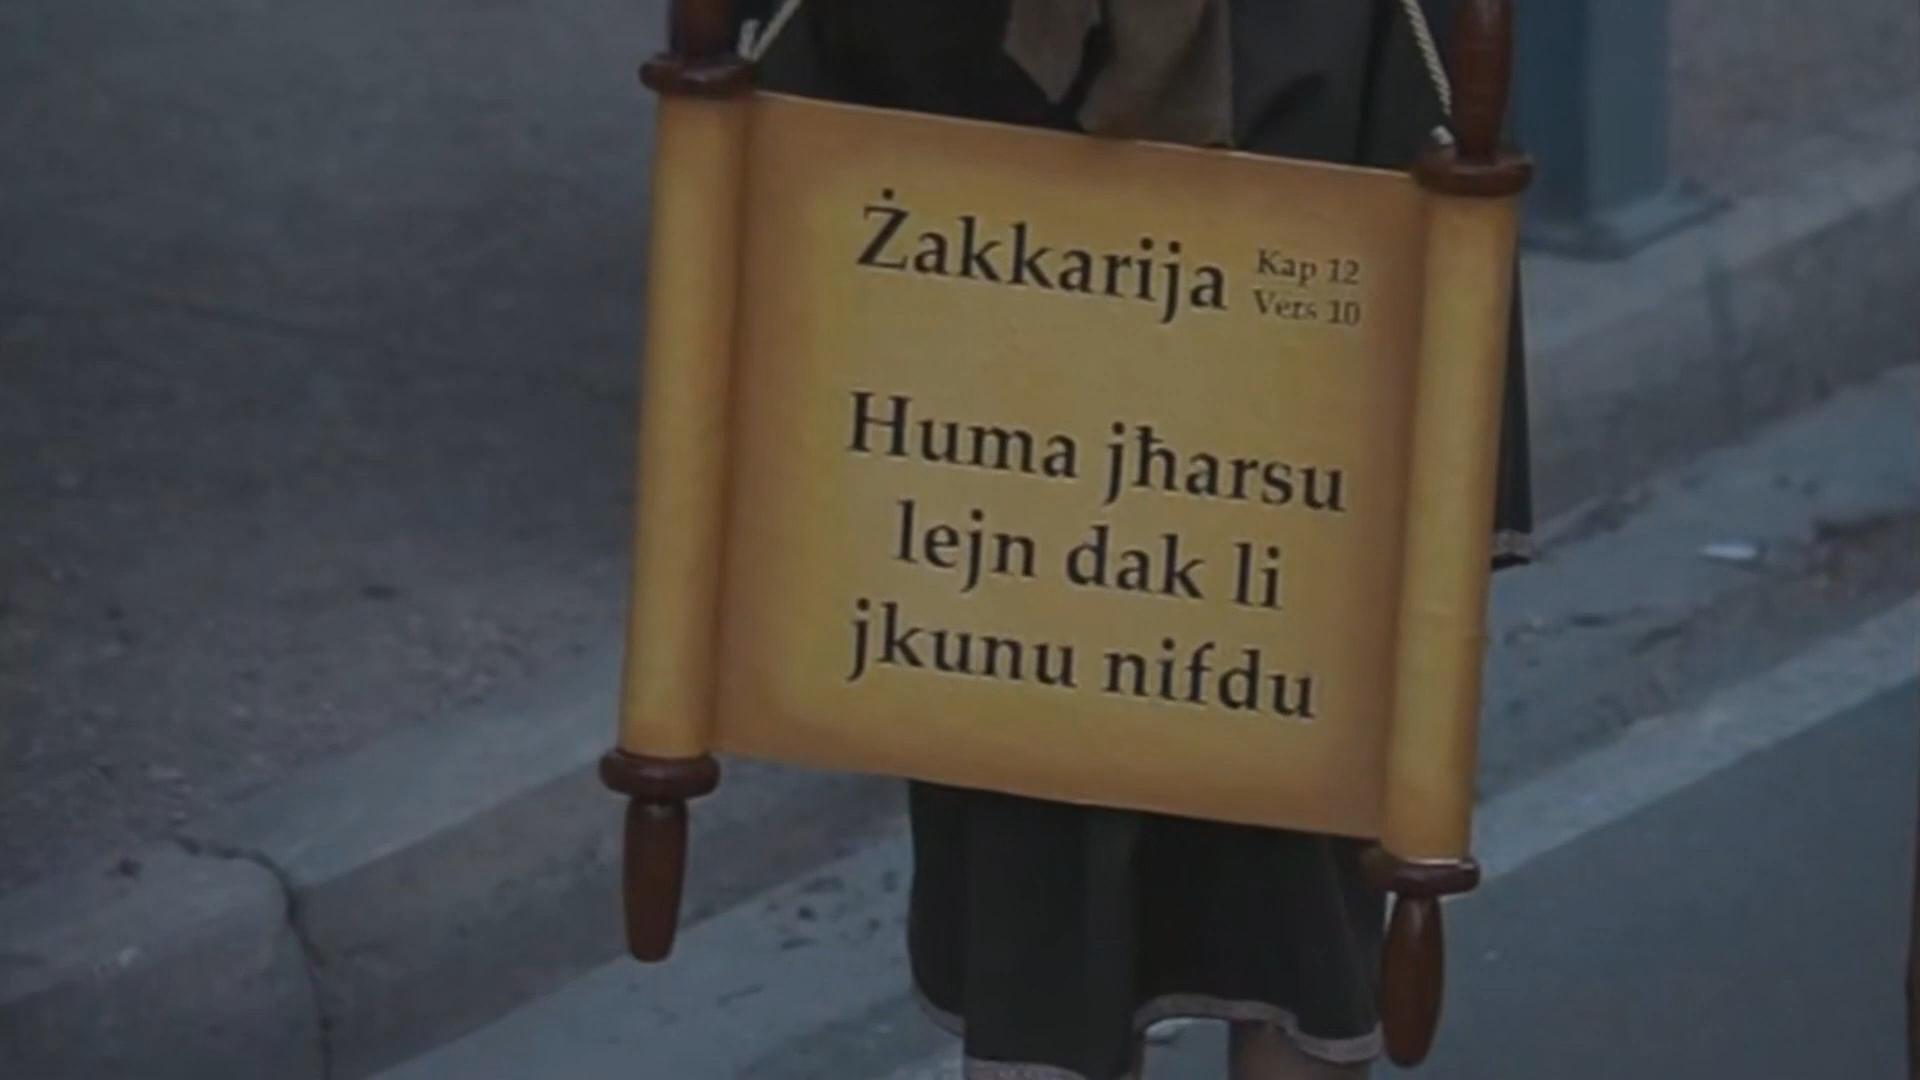 Żakkarija
Kap 12
Vers 10
Huma jħarsu
lejn dak li
jkunu nifdu